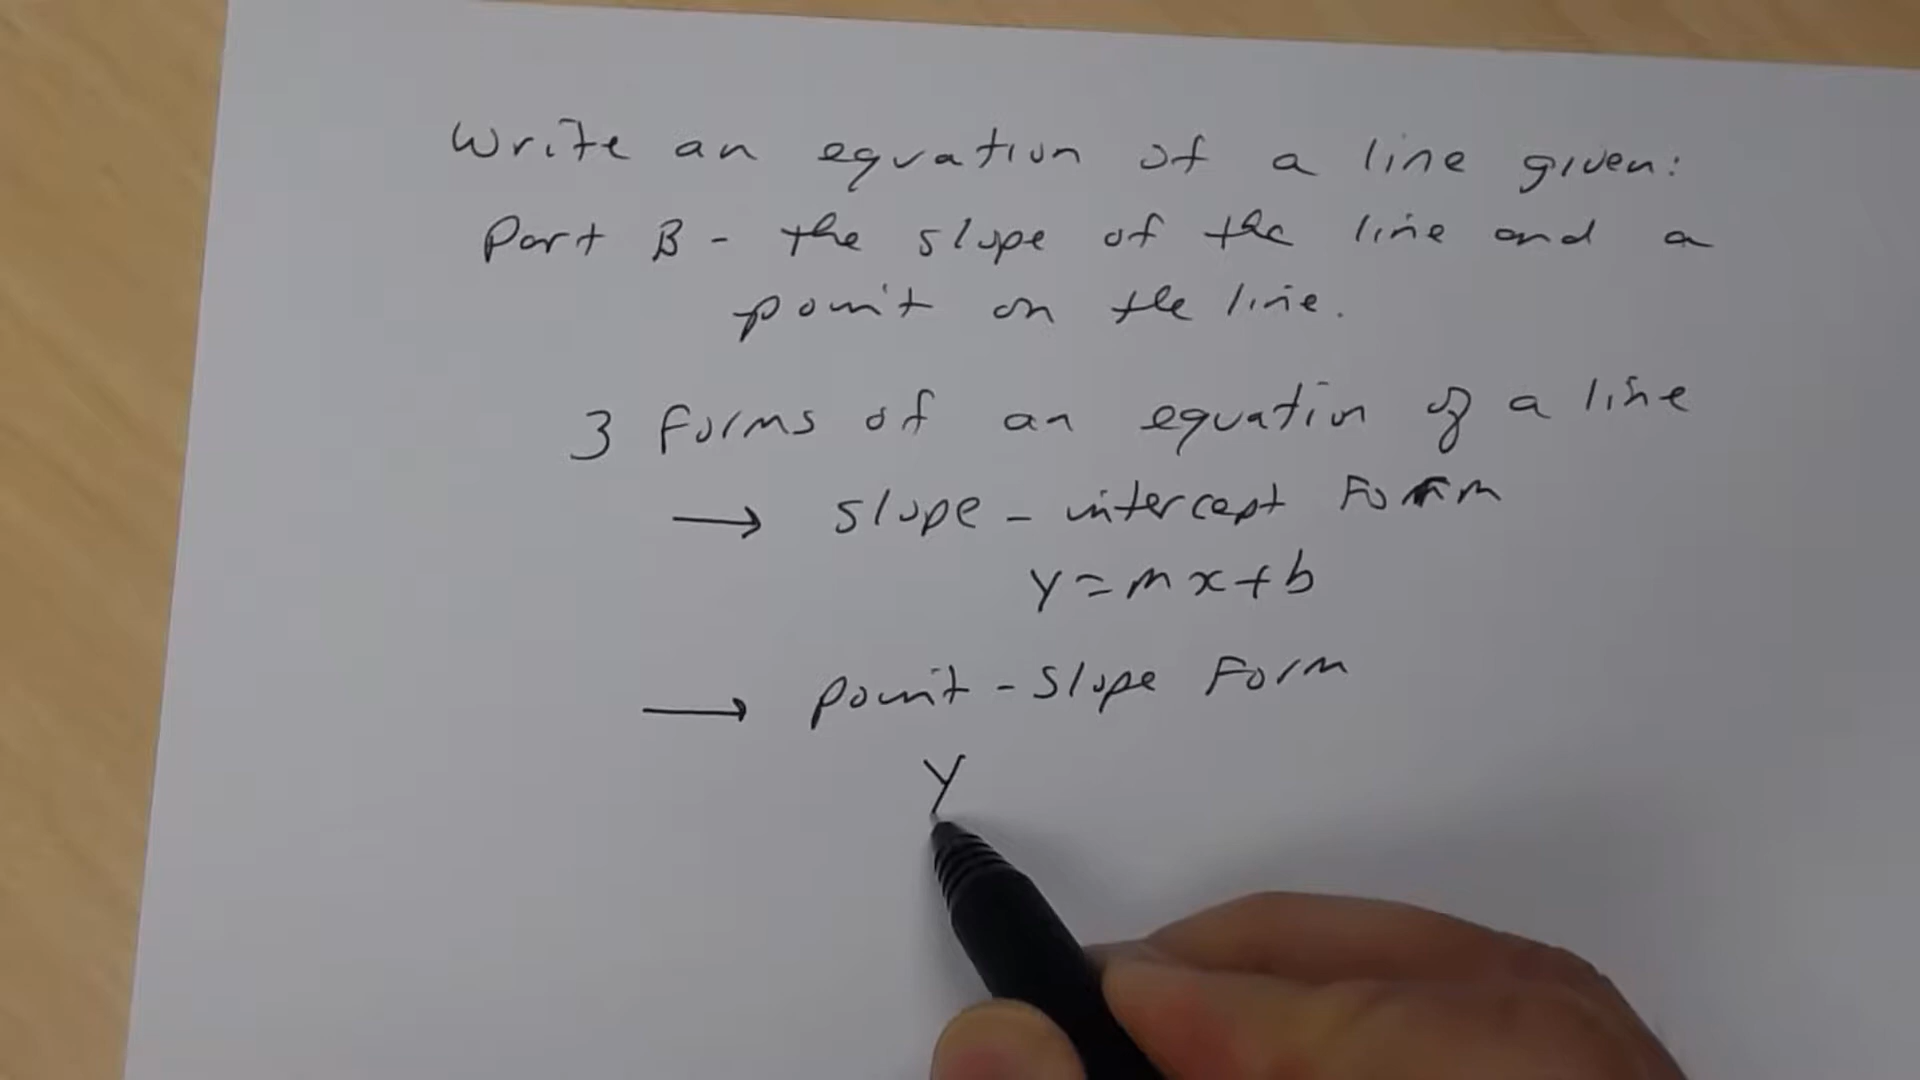 Write an equation of a line given:
Part B - the slope of the line and a
point on the line.
3 forms of an equation of a line
→ slope - intercept Form
y = mx + b
→ point - slope Form
y